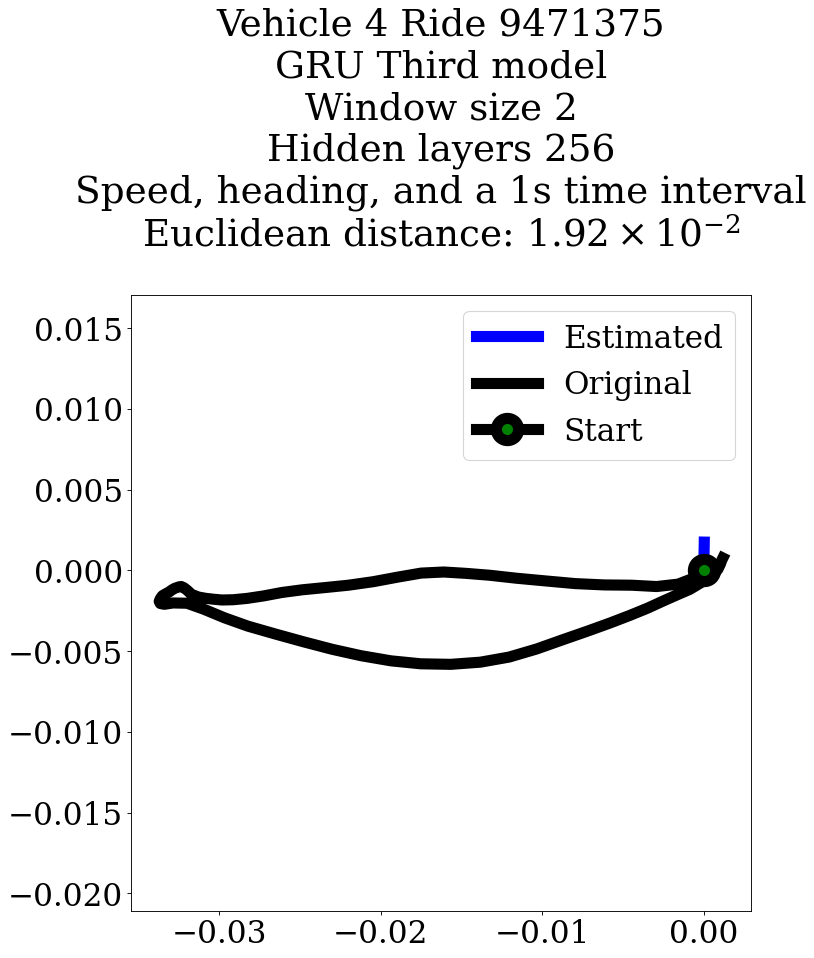 Vehicle 4 Ride 9471375
GRU Third model
Window size 2
Hidden layers 256
Speed, heading, and a 1s time interval
Euclidean distance: 1.92 × 10⁻²
Estimated
Original
Start
0.015
0.010
0.005
0.000
−0.005
−0.010
−0.015
−0.020
−0.03
−0.02
−0.01
0.00